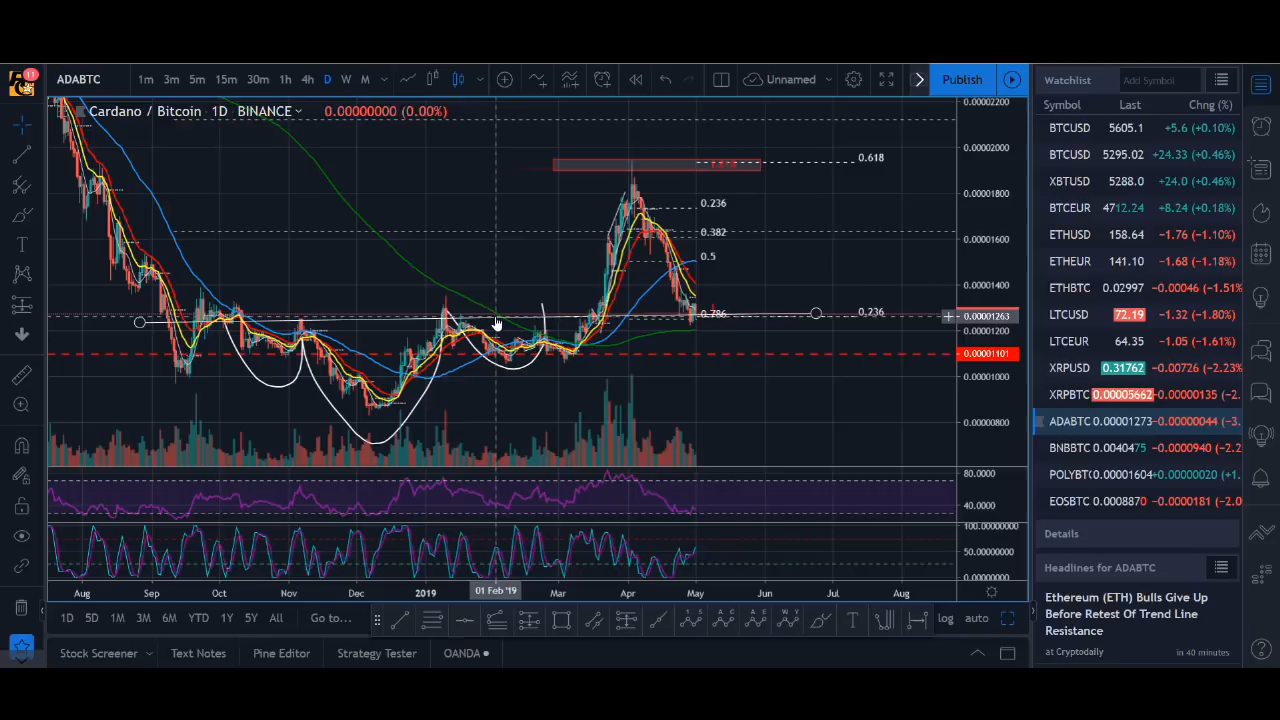 11
ADABTC
1m 3m 5m 15m 30m 1h 4h D W M
Unnamed
Publish
Cardano / Bitcoin · 1D · BINANCE
0.00000000 (0.00%)
0.00002200
0.00002000
0.00001800
0.00001600
0.00001400
0.00001263
0.00001200
0.00001101
0.00001000
0.00000800
80.0000
40.0000
100.00000000
50.00000000
0.00000000
0.618
0.236
0.382
0.5
0.786
0.236
Aug Sep Oct Nov Dec 2019 01 Feb '19 Mar Apr May Jun Jul Aug
1D 5D 1M 3M 6M YTD 1Y 5Y All Go to...
log auto
Stock Screener Text Notes Pine Editor Strategy Tester OANDA
Watchlist Add Symbol
Symbol Last Chng (%)
BTCUSD 5605.1 +5.6 (+0.10%)
BTCUSD 5295.02 +24.33 (+0.46%)
XBTUSD 5288.0 +24.0 (+0.46%)
BTCEUR 4712.24 +8.24 (+0.18%)
ETHUSD 158.64 −1.76 (−1.10%)
ETHEUR 141.10 −1.68 (−1.18%)
ETHBTC 0.02997 −0.00046 (−1.51%)
LTCUSD 72.19 −1.32 (−1.80%)
LTCEUR 64.35 −1.05 (−1.61%)
XRPUSD 0.31762 −0.00726 (−2.23%)
XRPBTC 0.00005662 −0.00000135 (−2.
ADABTC 0.00001273 −0.00000044 (−3.
BNBBTC 0.0040475 −0.0000940 (−2.2
POLYBTC 0.00001604 +0.00000020 (+1.
EOSBTC 0.0008870 −0.0000181 (−2.0
Details
Headlines for ADABTC
Ethereum (ETH) Bulls Give Up
Before Retest Of Trend Line
Resistance
at Cryptodaily in 40 minutes